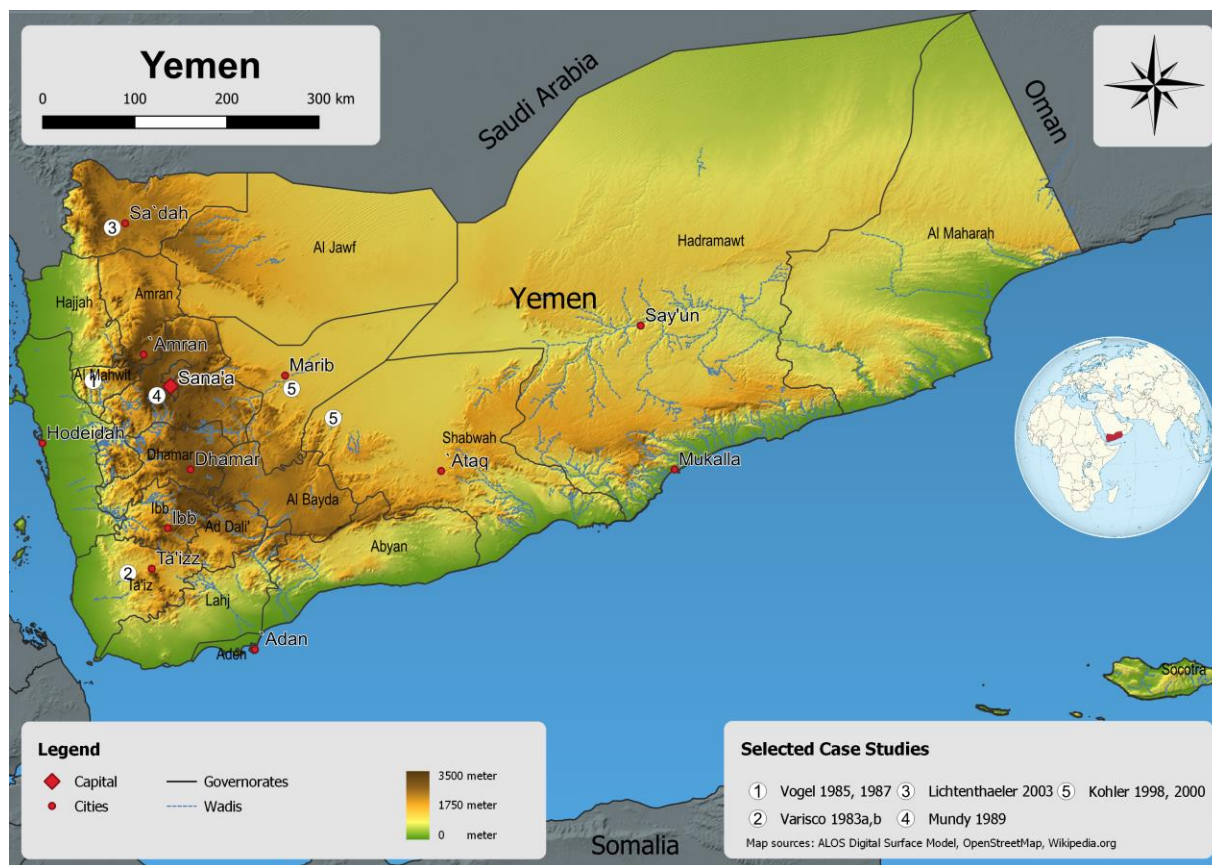 Yemen
0 100 200 300 km
Saudi Arabia
Oman
Sa`dah
3
Al Jawf
Hadramawt
Al Maharah
Hajjah
Amran
Yemen
Say'un
`Amran
Marib
Al Mahwit
1
Sana'a
4
5
5
Hodeidah
Shabwah
Dhamar
Dhamar
`Ataq
Mukalla
Al Bayda
Ibb
Ibb
Ad Dali'
Abyan
2
Ta'izz
Ta'iz
Lahj
`Adan
Aden
Socotra
Legend
Capital
Governorates
Cities
Wadis
3500 meter
1750 meter
0 meter
Selected Case Studies
1 Vogel 1985, 1987 3 Lichtenthaeler 2003 5 Kohler 1998, 2000
2 Varisco 1983a,b 4 Mundy 1989
Map sources: ALOS Digital Surface Model, OpenStreetMap, Wikipedia.org
Somalia